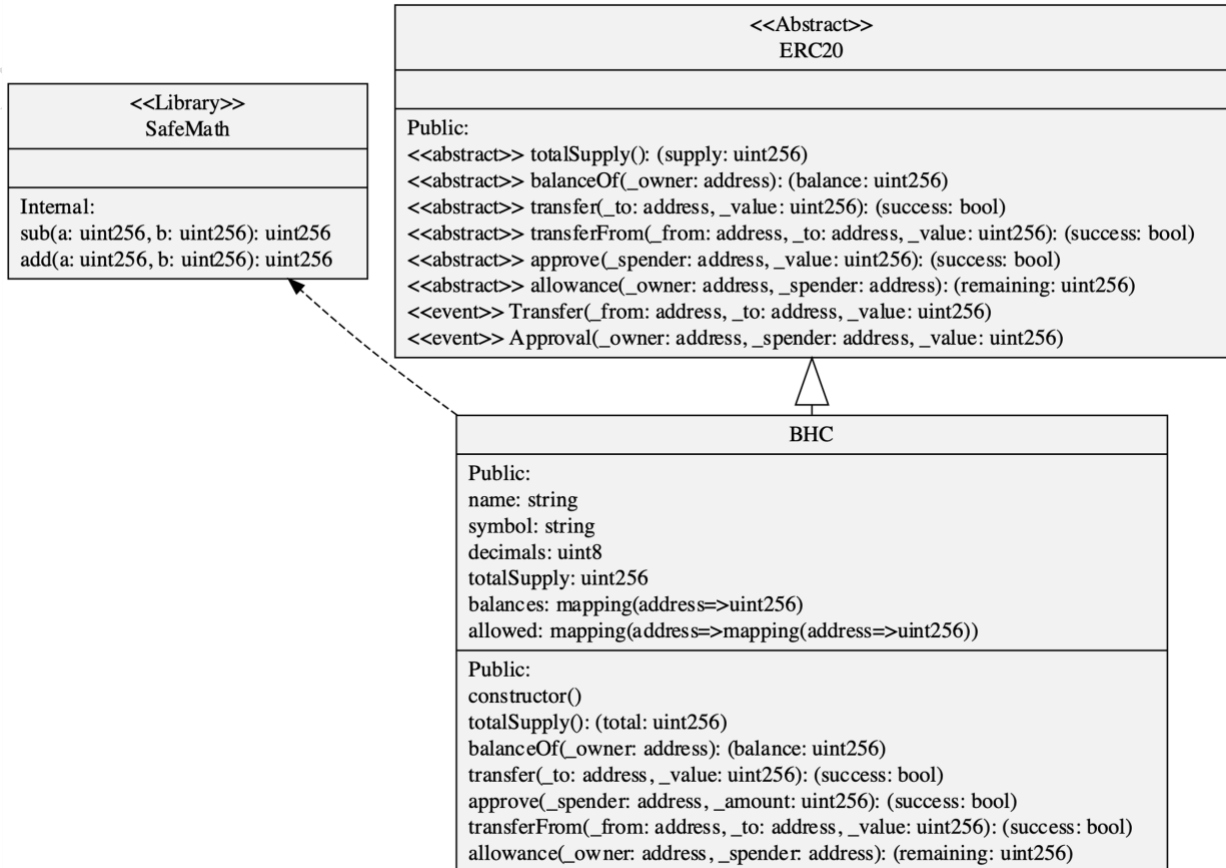 <<Abstract>>
ERC20
Public:
<<abstract>> totalSupply(): (supply: uint256)
<<abstract>> balanceOf(_owner: address): (balance: uint256)
<<abstract>> transfer(_to: address, _value: uint256): (success: bool)
<<abstract>> transferFrom(_from: address, _to: address, _value: uint256): (success: bool)
<<abstract>> approve(_spender: address, _value: uint256): (success: bool)
<<abstract>> allowance(_owner: address, _spender: address): (remaining: uint256)
<<event>> Transfer(_from: address, _to: address, _value: uint256)
<<event>> Approval(_owner: address, _spender: address, _value: uint256)
<<Library>>
SafeMath
Internal:
sub(a: uint256, b: uint256): uint256
add(a: uint256, b: uint256): uint256
BHC
Public:
name: string
symbol: string
decimals: uint8
totalSupply: uint256
balances: mapping(address=>uint256)
allowed: mapping(address=>mapping(address=>uint256))
Public:
constructor()
totalSupply(): (total: uint256)
balanceOf(_owner: address): (balance: uint256)
transfer(_to: address, _value: uint256): (success: bool)
approve(_spender: address, _amount: uint256): (success: bool)
transferFrom(_from: address, _to: address, _value: uint256): (success: bool)
allowance(_owner: address, _spender: address): (remaining: uint256)